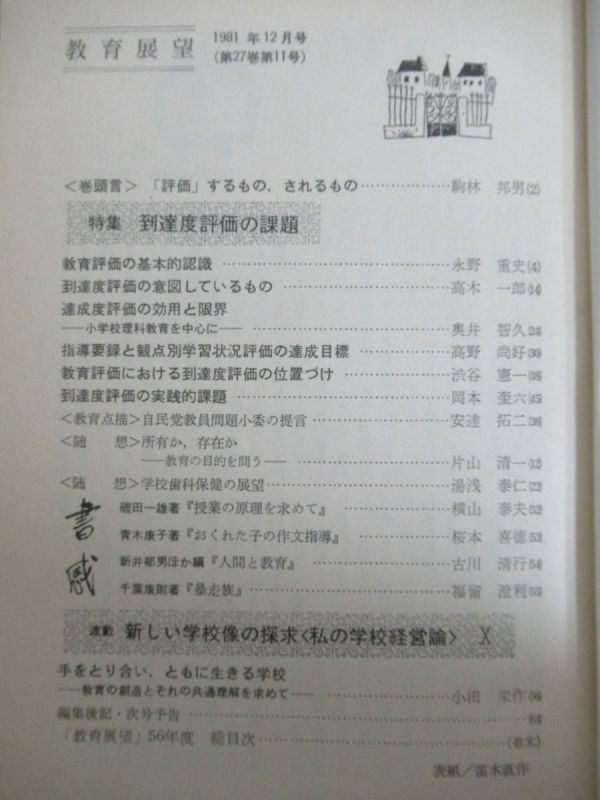 教育展望
1981年12月号
(第27巻第11号)
＜巻頭言＞ 「評価」するもの，されるもの……………駒林 邦男(2)
特集 到達度評価の課題
教育評価の基本的認識……………永野 重史(4)
到達度評価の意図しているもの……………高木 一郎(14)
達成度評価の効用と限界
──小学校理科教育を中心に──……………奥井 智久(24)
指導要録と観点別学習状況評価の達成目標……………高野 尚好(30)
教育評価における到達度評価の位置づけ……………渋谷 憲一(38)
到達度評価の実践的課題……………岡本 奎六(45)
＜教育点描＞自民党教員問題小委の提言……………安達 拓二(36)
＜随 想＞所有か，存在か
──教育の目的を問う──……………片山 清一(12)
＜随 想＞学校歯科保健の展望……………湯浅 泰仁(22)
書感
磯田一雄著『授業の原理を求めて』……………横山 泰夫(52)
青木康子著『おくれた子の作文指導』……………桜本 喜徳(53)
新井郁男ほか編『人間と教育』……………古川 清行(54)
千葉康則著『暴走族』……………福留 澄利(55)
連載 新しい学校像の探求＜私の学校経営論＞ X
手をとり合い，ともに生きる学校
──教育の創造とそれの共通理解を求めて──……………小田 栄作(56)
編集後記・次号予告……………64
「教育展望」56年度 総目次……………(巻末)
表紙／笛木直作